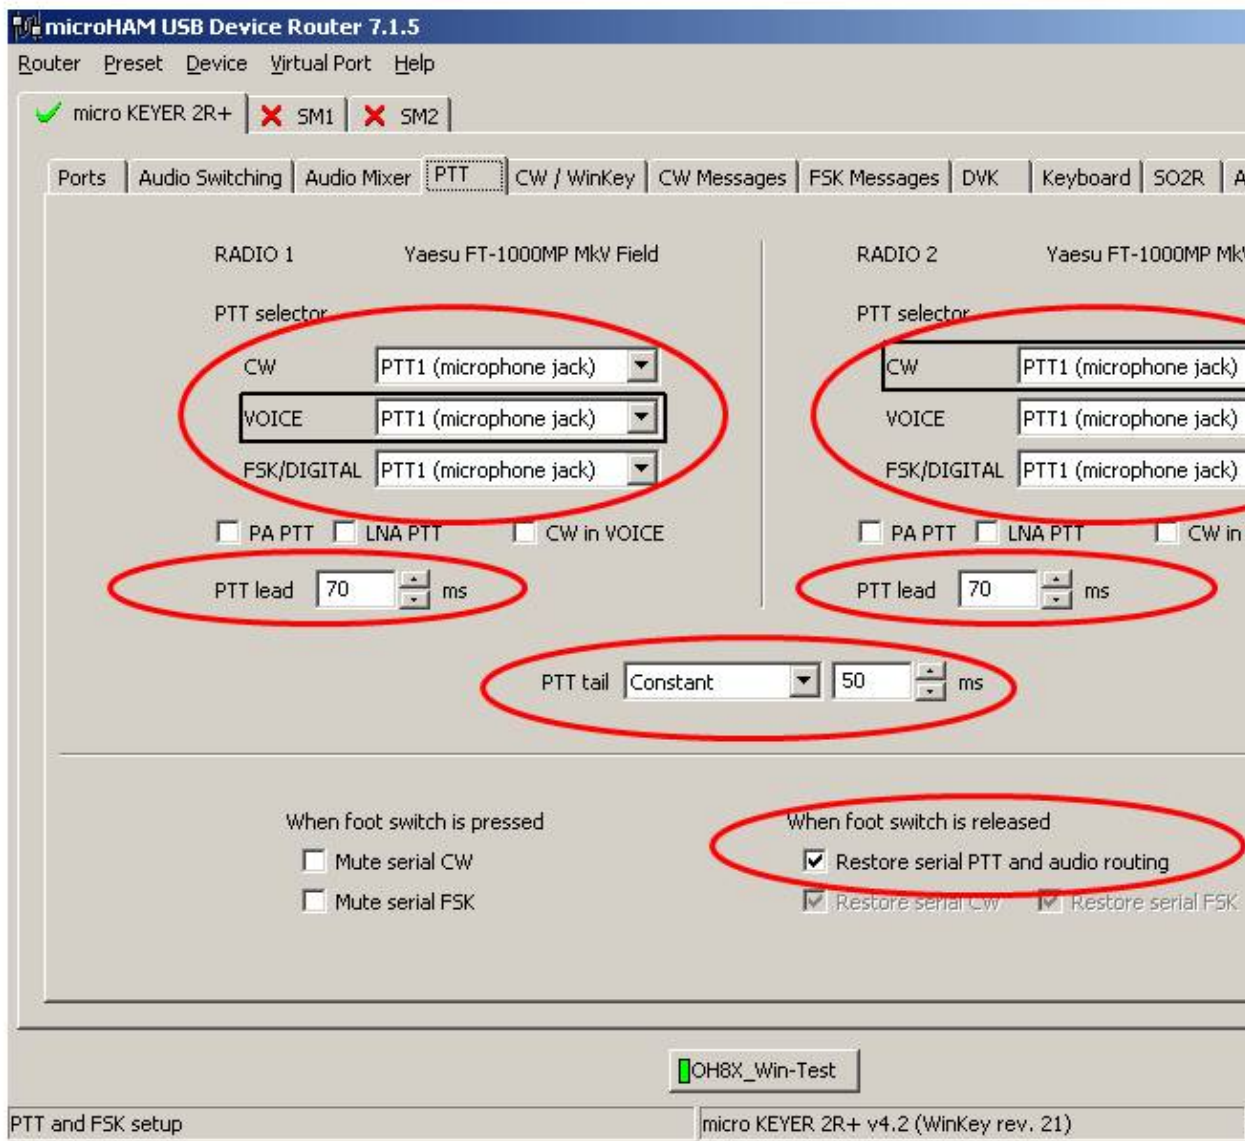 microHAM USB Device Router 7.1.5
Router Preset Device Virtual Port Help
micro KEYER 2R+ SM1 SM2
Ports Audio Switching Audio Mixer PTT CW / WinKey CW Messages FSK Messages DVK Keyboard SO2R A
RADIO 1 Yaesu FT-1000MP MkV Field RADIO 2 Yaesu FT-1000MP MkV
PTT selector PTT selector
CW PTT1 (microphone jack) CW PTT1 (microphone jack)
VOICE PTT1 (microphone jack) VOICE PTT1 (microphone jack)
FSK/DIGITAL PTT1 (microphone jack) FSK/DIGITAL PTT1 (microphone jack)
PA PTT LNA PTT CW in VOICE PA PTT LNA PTT CW in
PTT lead 70 ms PTT lead 70 ms
PTT tail Constant 50 ms
When foot switch is pressed When foot switch is released
Mute serial CW Restore serial PTT and audio routing
Mute serial FSK Restore serial CW Restore serial FSK
OH8X_Win-Test
PTT and FSK setup micro KEYER 2R+ v4.2 (WinKey rev. 21)